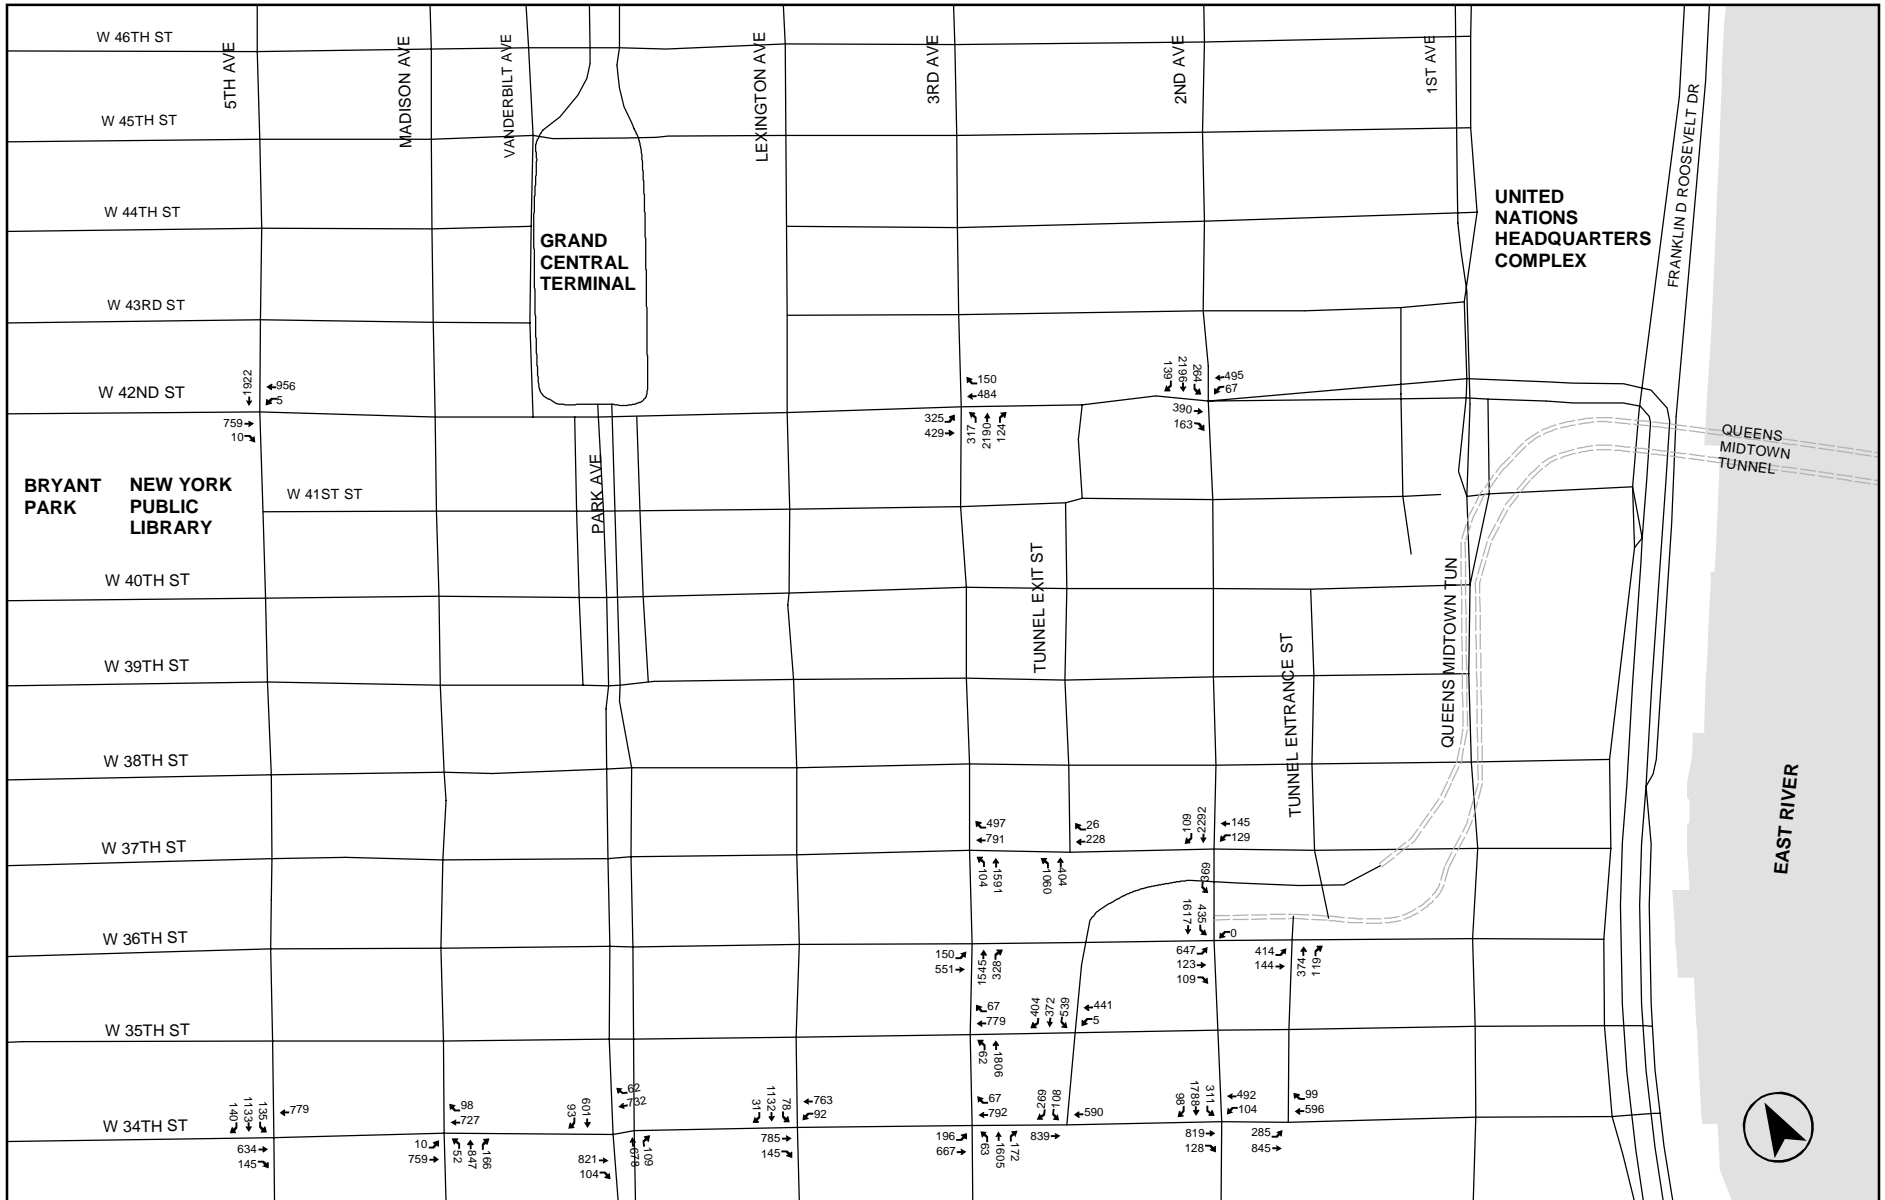 W 46TH ST
5TH AVE
MADISON AVE
VANDERBILT AVE
LEXINGTON AVE
3RD AVE
2ND AVE
1ST AVE
FRANKLIN D ROOSEVELT DR
W 45TH ST
W 44TH ST
UNITED
NATIONS
HEADQUARTERS
COMPLEX
GRAND
CENTRAL
TERMINAL
W 43RD ST
W 42ND ST
1922
956
5
759
10
150
484
325
429
317
2190
124
139
2196
264
495
67
390
163
QUEENS
MIDTOWN
TUNNEL
BRYANT
PARK
NEW YORK
PUBLIC
LIBRARY
W 41ST ST
PARK AVE
W 40TH ST
TUNNEL EXIT ST
QUEENS MIDTOWN TUN
W 39TH ST
TUNNEL ENTRANCE ST
W 38TH ST
EAST RIVER
W 37TH ST
497
791
104
1591
26
228
1090
404
109
2292
145
129
369
W 36TH ST
1617
435
0
150
551
1545
328
647
123
109
414
144
374
119
W 35TH ST
67
779
62
1806
404
372
539
441
5
W 34TH ST
140
1133
135
779
634
145
98
727
10
759
52
847
166
93
601
62
732
821
104
678
109
31
1132
78
763
92
785
145
67
792
196
667
63
1605
172
269
108
590
839
98
1788
311
492
104
819
128
99
596
285
845